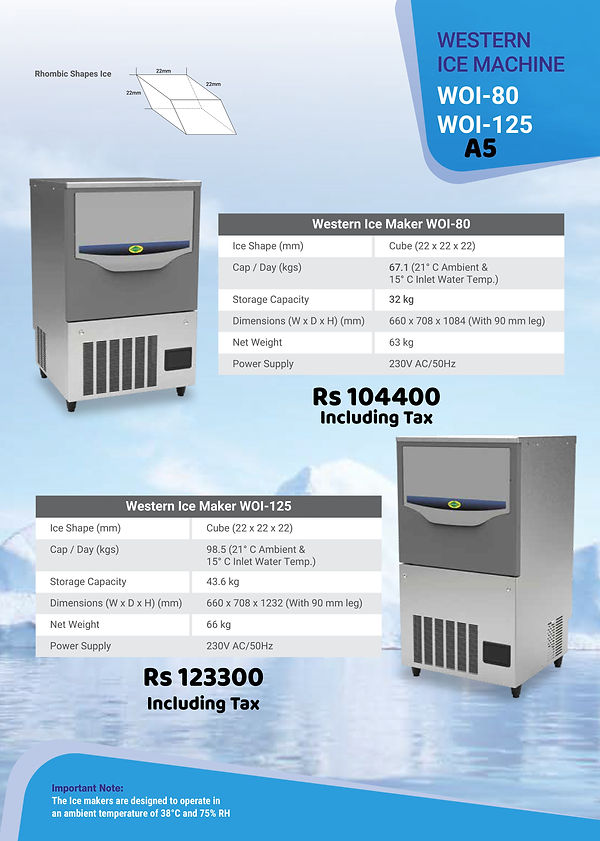 WESTERN
ICE MACHINE
WOI-80
WOI-125
A5
Rhombic Shapes Ice
22mm
22mm
22mm
Western Ice Maker WOI-80
Ice Shape (mm) Cube (22 x 22 x 22)
Cap / Day (kgs) 67.1 (21° C Ambient &
15° C Inlet Water Temp.)
Storage Capacity 32 kg
Dimensions (W x D x H) (mm) 660 x 708 x 1084 (With 90 mm leg)
Net Weight 63 kg
Power Supply 230V AC/50Hz
Rs 104400
Including Tax
Western Ice Maker WOI-125
Ice Shape (mm) Cube (22 x 22 x 22)
Cap / Day (kgs) 98.5 (21° C Ambient &
15° C Inlet Water Temp.)
Storage Capacity 43.6 kg
Dimensions (W x D x H) (mm) 660 x 708 x 1232 (With 90 mm leg)
Net Weight 66 kg
Power Supply 230V AC/50Hz
Rs 123300
Including Tax
Important Note:
The Ice makers are designed to operate in
an ambient temperature of 38°C and 75% RH